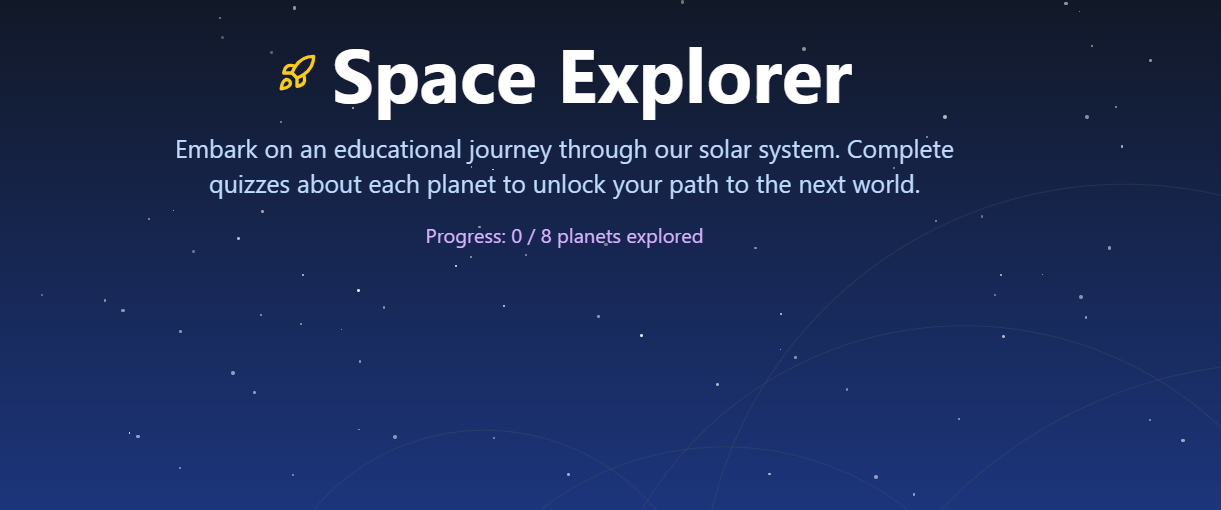 Space Explorer
Embark on an educational journey through our solar system. Complete
quizzes about each planet to unlock your path to the next world.
Progress: 0 / 8 planets explored